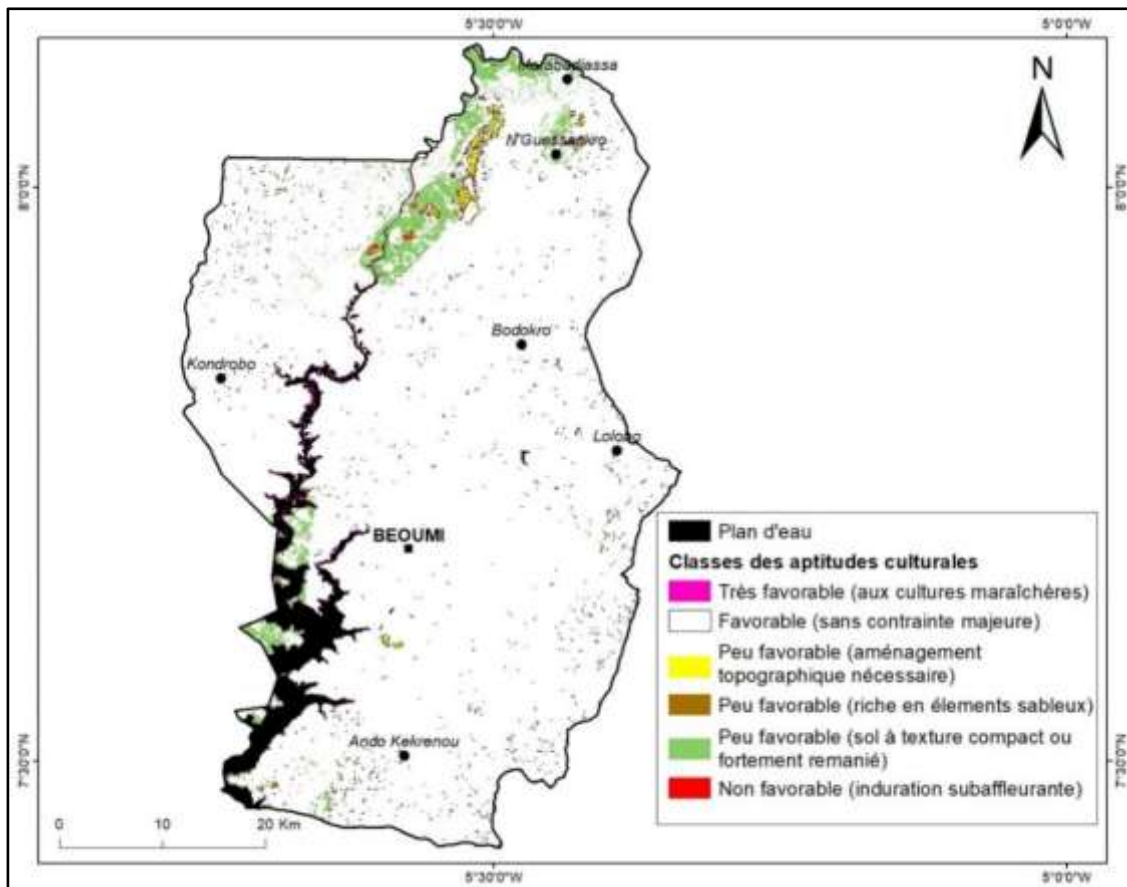 5°30'0"W
5°0'0"W
N
N'Guessankro
8°0'0"N
8°0'0"N
Bodokro
Kondrobo
Lolobo
BEOUMI
Ando Kekrenou
7°30'0"N
7°30'0"N
0 10 20 Km
Plan d'eau
Classes des aptitudes culturales
Très favorable (aux cultures maraîchères)
Favorable (sans contrainte majeure)
Peu favorable (aménagement
topographique nécessaire)
Peu favorable (riche en élements sableux)
Peu favorable (sol à texture compact ou
fortement remanié)
Non favorable (induration subaffleurante)
5°30'0"W
5°0'0"W